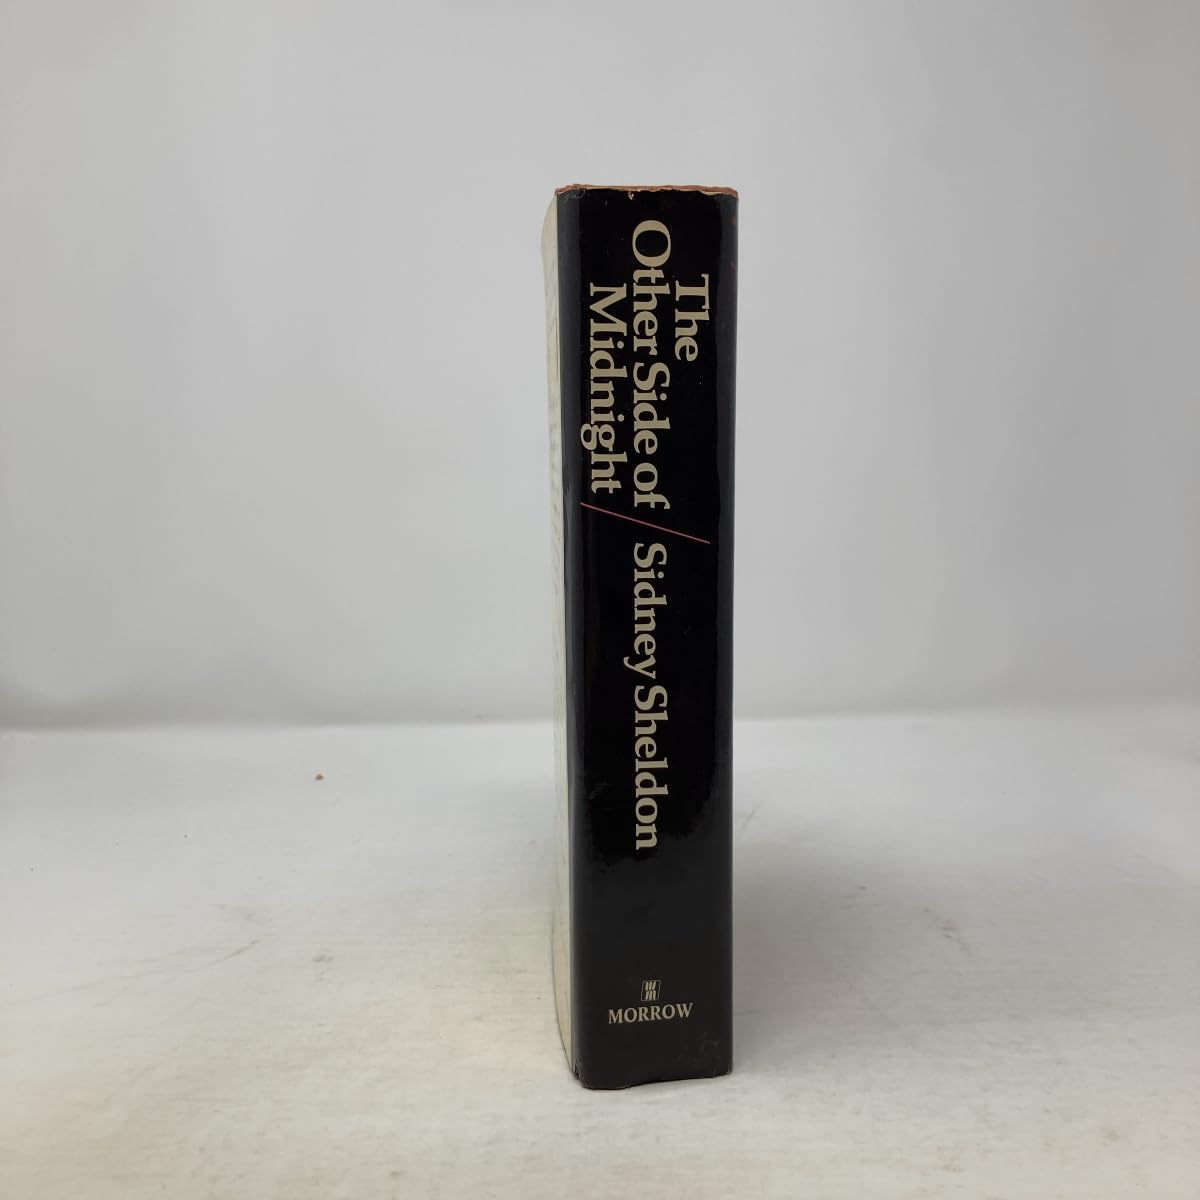 The
Other Side of
Midnight
/
Sidney Sheldon
MORROW